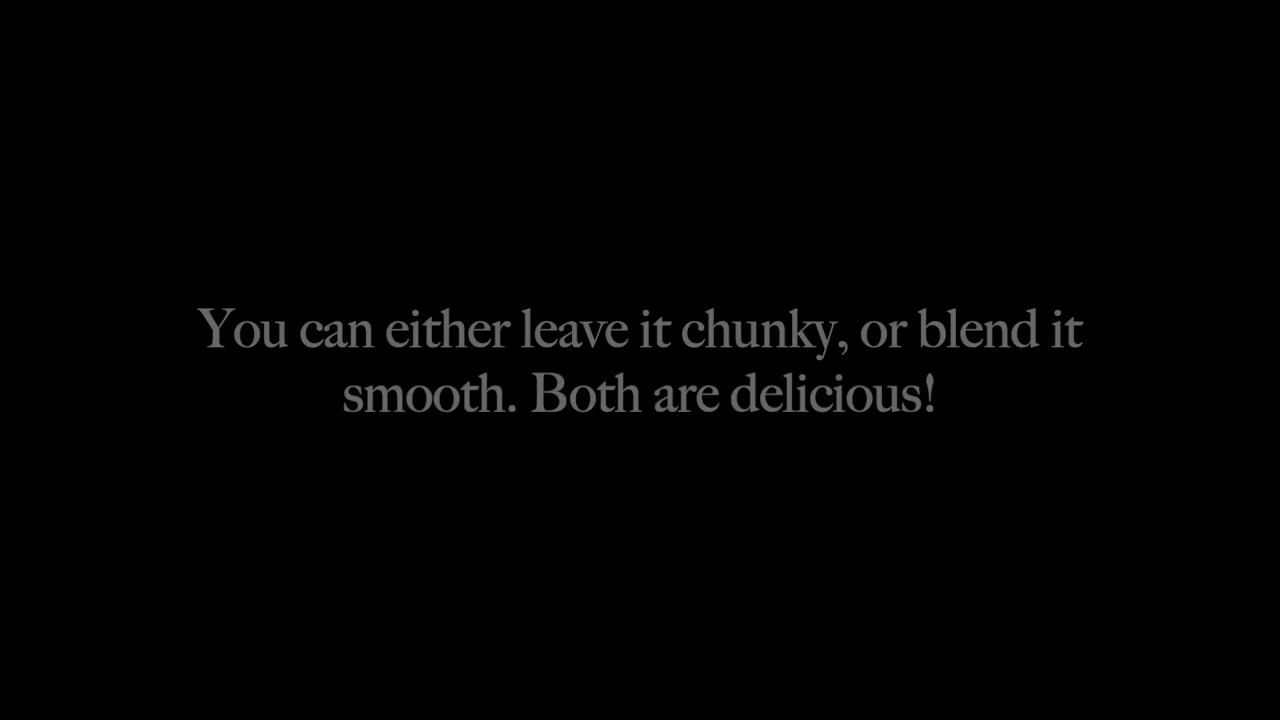 You can either leave it chunky, or blend it
smooth. Both are delicious!